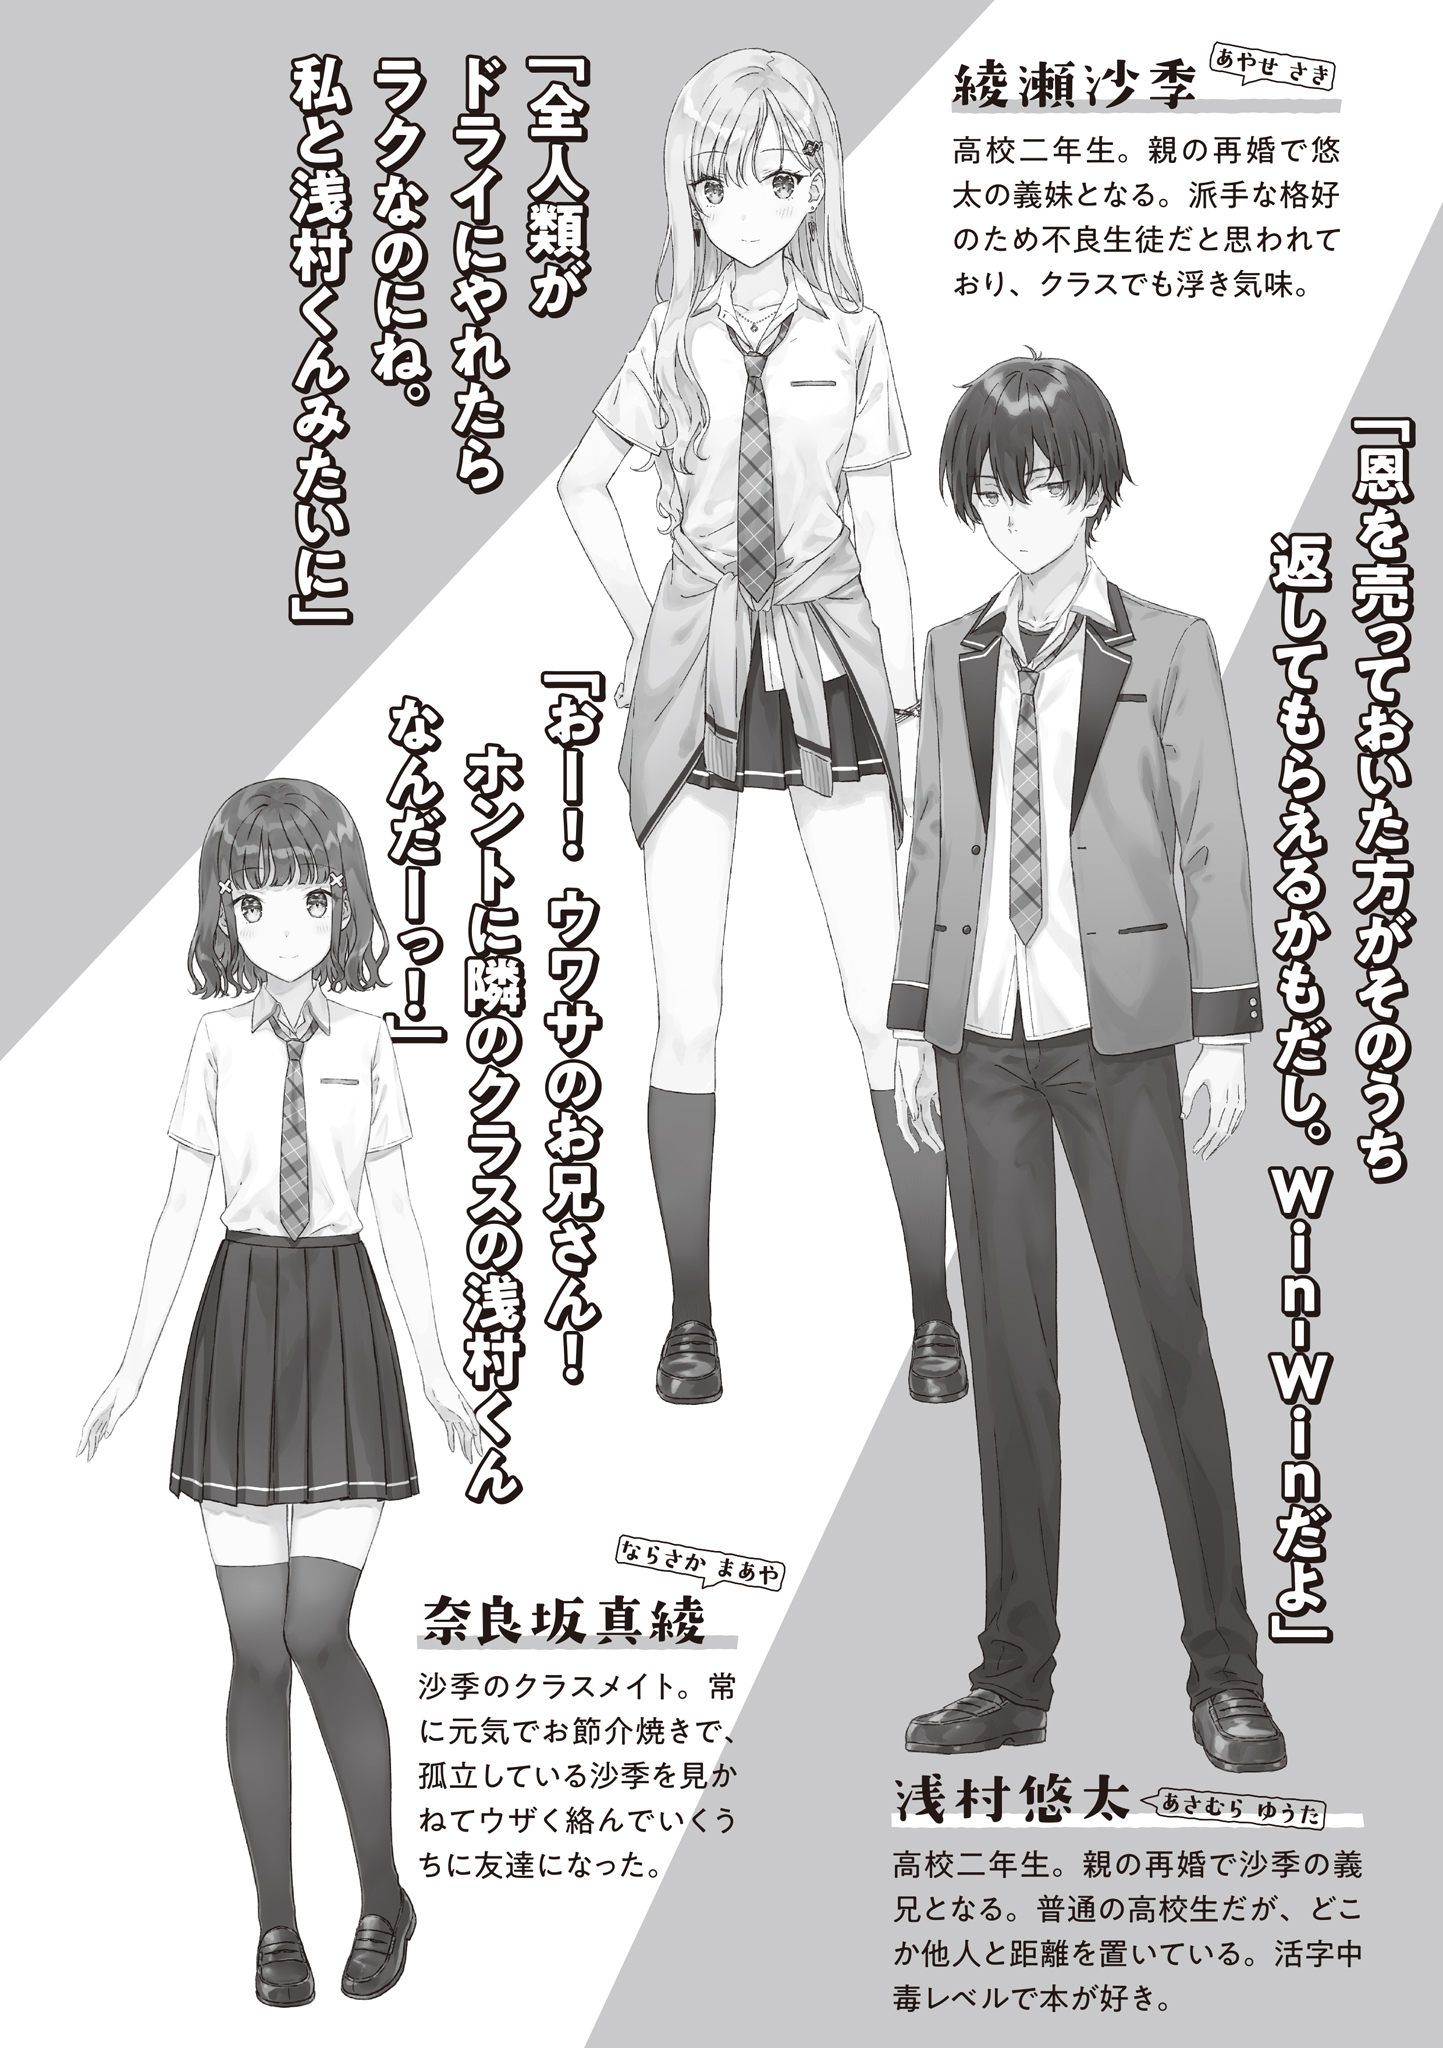 綾瀬沙季
あやせ さき
高校二年生。親の再婚で悠
太の義妹となる。派手な格好
のため不良生徒だと思われて
おり、クラスでも浮き気味。
「全人類が
ドライにやれたら
ラクなのにね。
私と浅村くんみたいに」
「恩を売っておいた方がそのうち
返してもらえるかもだし。Win-Winだよ」
浅村悠太
あさむら ゆうた
高校二年生。親の再婚で沙季の義
兄となる。普通の高校生だが、どこ
か他人と距離を置いている。活字中
毒レベルで本が好き。
「おー！ ウワサのお兄さん！
ホントに隣のクラスの浅村くん
なんだーっ！」
奈良坂真綾
ならさか まあや
沙季のクラスメイト。常
に元気でお節介焼きで、
孤立している沙季を見か
ねてウザく絡んでいくう
ちに友達になった。